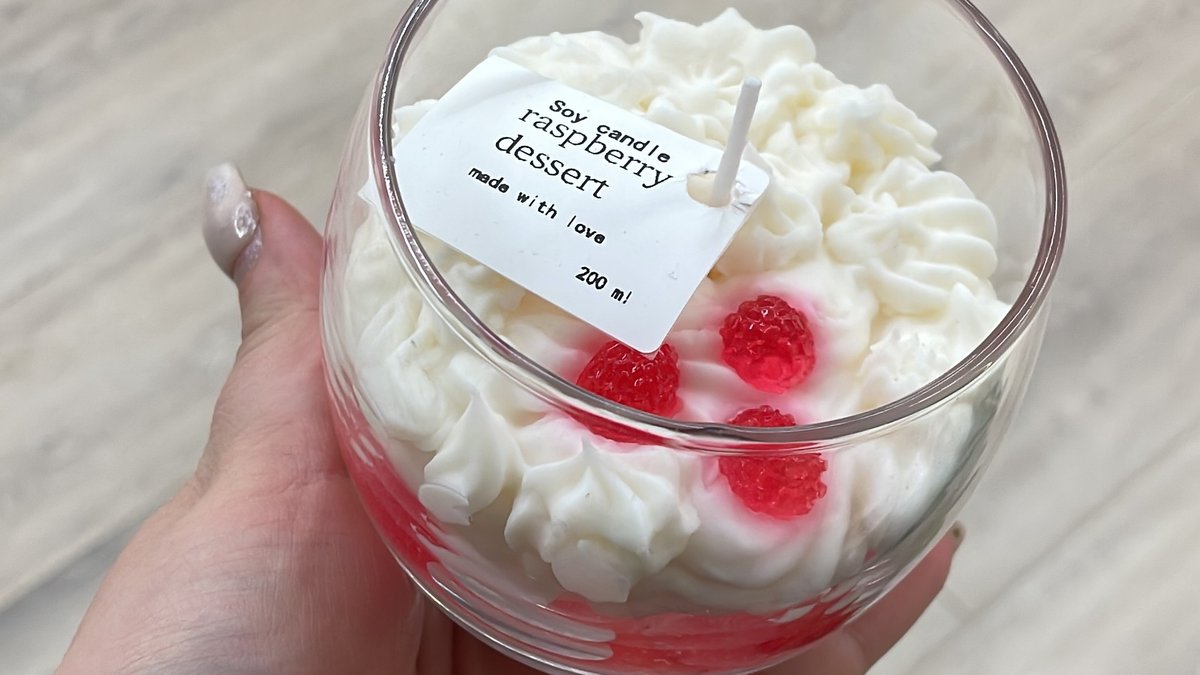 Soy candle
raspberry
dessert
made with love
200 ml